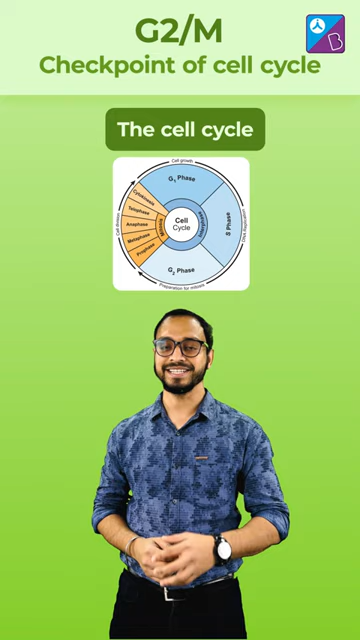 G2/M
Checkpoint of cell cycle
B
The cell cycle
Cell growth
G1 Phase
Cytokinesis
Telophase
Anaphase
Metaphase
Prophase
Mitosis
Cell division
Cell
Cycle
Interphase
S Phase
DNA Replication
G2 Phase
Preparation for mitosis